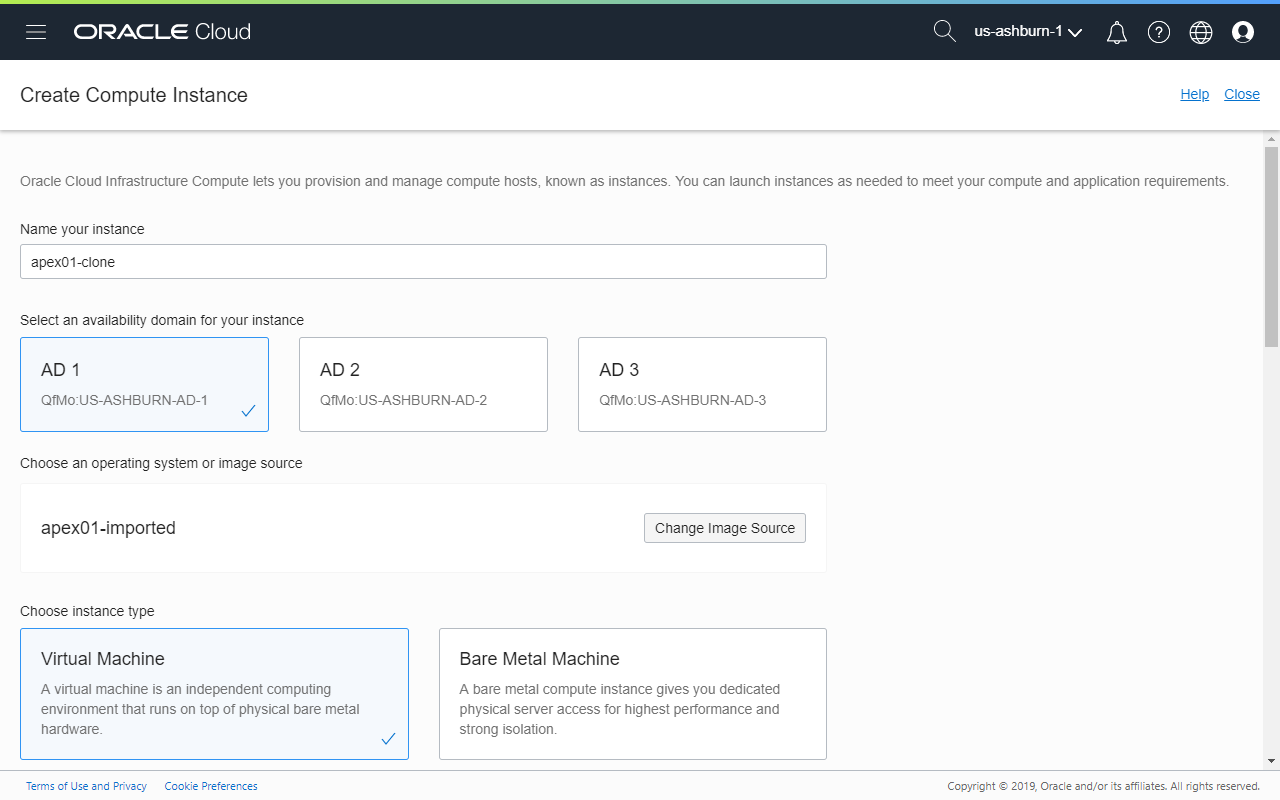 ORACLE Cloud
us-ashburn-1
Create Compute Instance
Help Close
Oracle Cloud Infrastructure Compute lets you provision and manage compute hosts, known as instances. You can launch instances as needed to meet your compute and application requirements.
Name your instance
apex01-clone
Select an availability domain for your instance
AD 1
QfMo:US-ASHBURN-AD-1
AD 2
QfMo:US-ASHBURN-AD-2
AD 3
QfMo:US-ASHBURN-AD-3
Choose an operating system or image source
apex01-imported
Change Image Source
Choose instance type
Virtual Machine
A virtual machine is an independent computing
environment that runs on top of physical bare metal
hardware.
Bare Metal Machine
A bare metal compute instance gives you dedicated
physical server access for highest performance and
strong isolation.
Terms of Use and Privacy Cookie Preferences
Copyright © 2019, Oracle and/or its affiliates. All rights reserved.